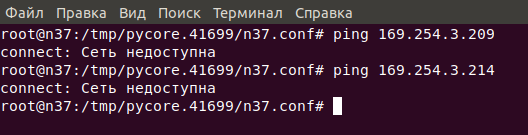 Файл Правка Вид Поиск Терминал Справка
root@n37:/tmp/pycore.41699/n37.conf# ping 169.254.3.209
connect: Сеть недоступна
root@n37:/tmp/pycore.41699/n37.conf# ping 169.254.3.214
connect: Сеть недоступна
root@n37:/tmp/pycore.41699/n37.conf#